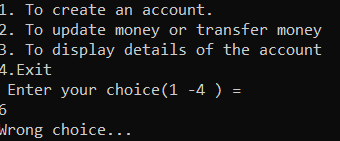 1. To create an account.
2. To update money or transfer money
3. To display details of the account
4.Exit
Enter your choice(1 -4 ) =
6
Wrong choice...